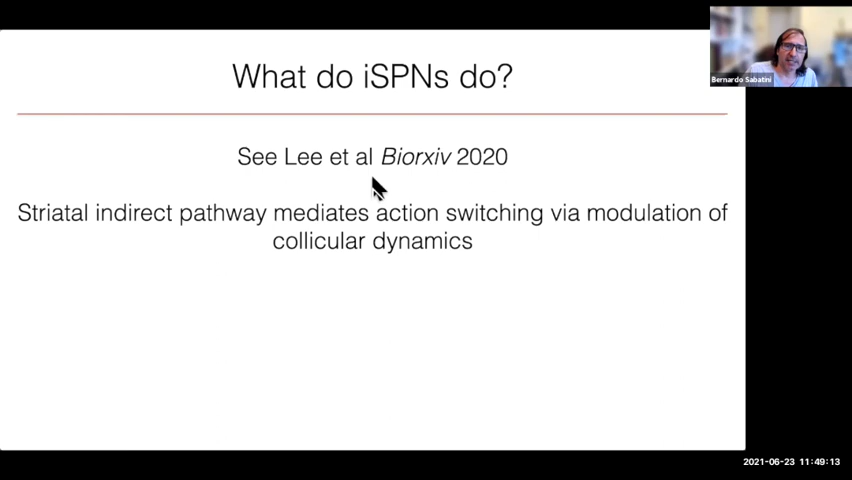 What do iSPNs do?
Bernardo Sabatini
See Lee et al Biorxiv 2020
Striatal indirect pathway mediates action switching via modulation of
collicular dynamics
2021-06-23 11:49:13